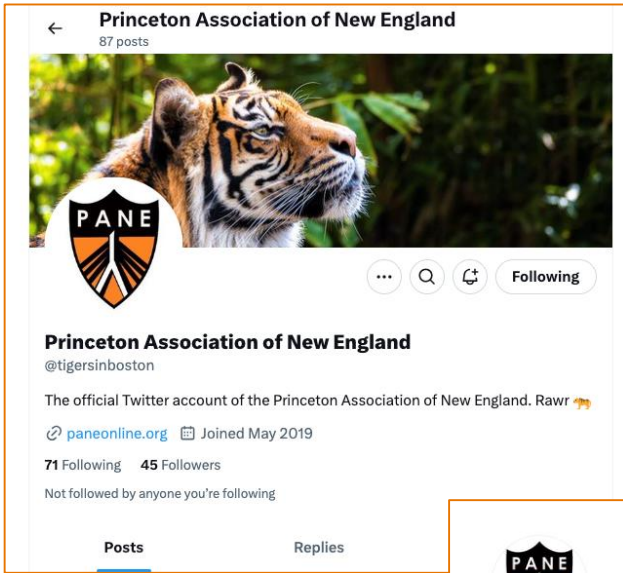 Princeton Association of New England
87 posts
PANE
Following
Princeton Association of New England
@tigersinboston
The official Twitter account of the Princeton Association of New England. Rawr 🐅
paneonline.org Joined May 2019
71 Following 45 Followers
Not followed by anyone you're following
Posts Replies
PANE